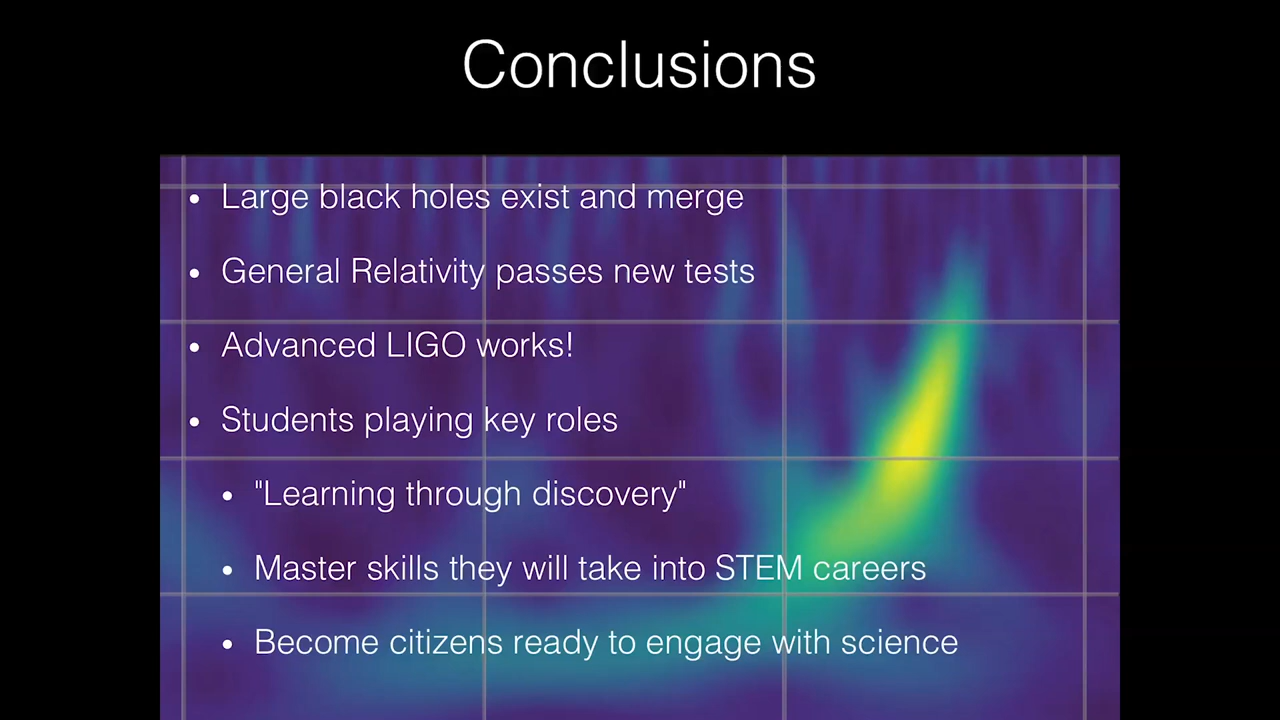 Conclusions
• Large black holes exist and merge
• General Relativity passes new tests
• Advanced LIGO works!
• Students playing key roles
• "Learning through discovery"
• Master skills they will take into STEM careers
• Become citizens ready to engage with science